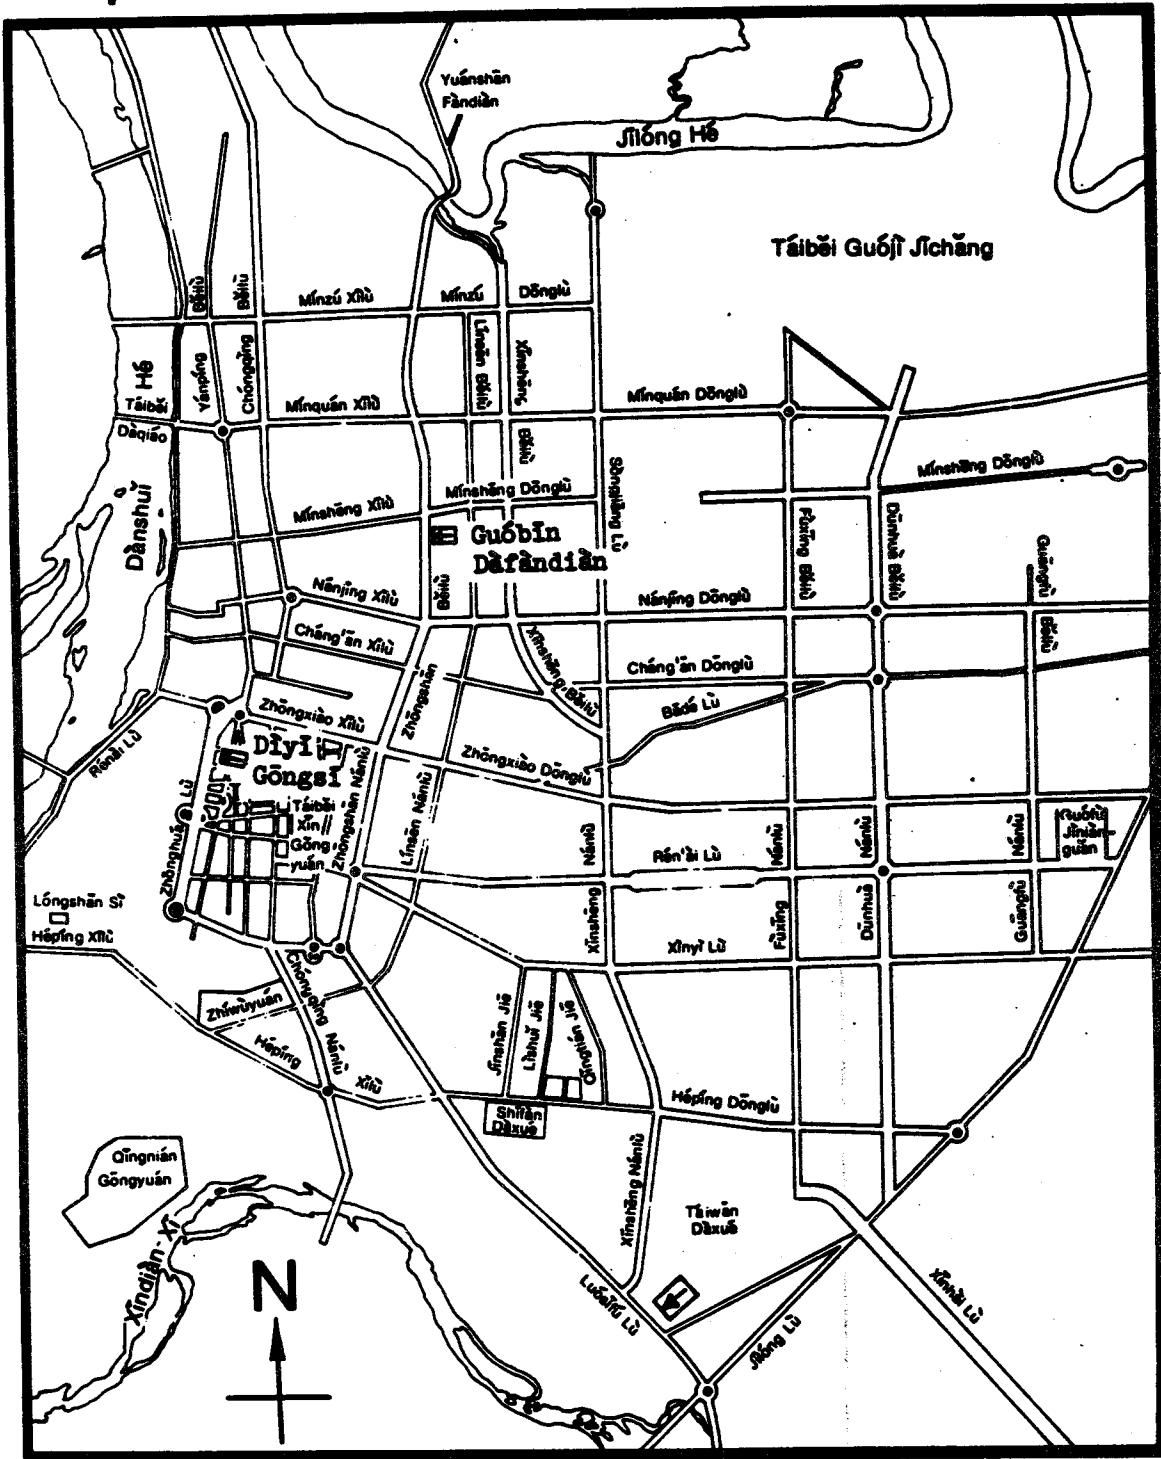 Yuánshān
Fàndiàn
Jīlóng Hé
Táiběi Guójì Jīchǎng
Běilù
Běilù
Mínzú Xīlù
Mínzú
Dōnglù
Hé
Yánpíng
Chóngqìng
Línsēn Běilù
Xīnshēng
Běilù
Táiběi
Dàqiáo
Mínquán Xīlù
Mínquán Dōnglù
Dànshuǐ
Mínshēng Xīlù
Mínshēng Dōnglù
Sōngjiāng Lù
Mínshēng Dōnglù
Fùxīng Běilù
Dūnhuà Běilù
Guāngfù
Běilù
Guóbīn
Dàfàndiàn
Běilù
Nánjīng Xīlù
Nánjīng Dōnglù
Cháng'ān Xīlù
Xīnshēng Běilù
Cháng'ān Dōnglù
Zhōngshān
Bādé Lù
Zhōngxiào Xīlù
Zhōngxiào Dōnglù
Rénài Lù
Dìyī
Gōngsī
Zhōnghuá Lù
Táiběi
Xīn
Gōng
yuán
Zhōngshān Nánlù
Línsēn Nánlù
Nánlù
Rén'ài Lù
Nánlù
Nánlù
Nánlù
Guófù
Jìniàn-
guǎn
Lóngshān Sì
Hépíng Xīlù
Xīnshēng
Xìnyì Lù
Fùxīng
Dūnhuà
Guāngfù
Zhíwùyuán
Chóngqìng Nánlù
Hépíng
Xīlù
Jīnshān Jiē
Lìshuǐ Jiē
Qīngtián Jiē
Shīfàn
Dàxué
Hépíng Dōnglù
Qīngnián
Gōngyuán
Xīnshēng Nánlù
Táiwān
Dàxué
Xīndiàn Xī
N
Luósīfú Lù
Jīlóng Lù
Xīnhài Lù